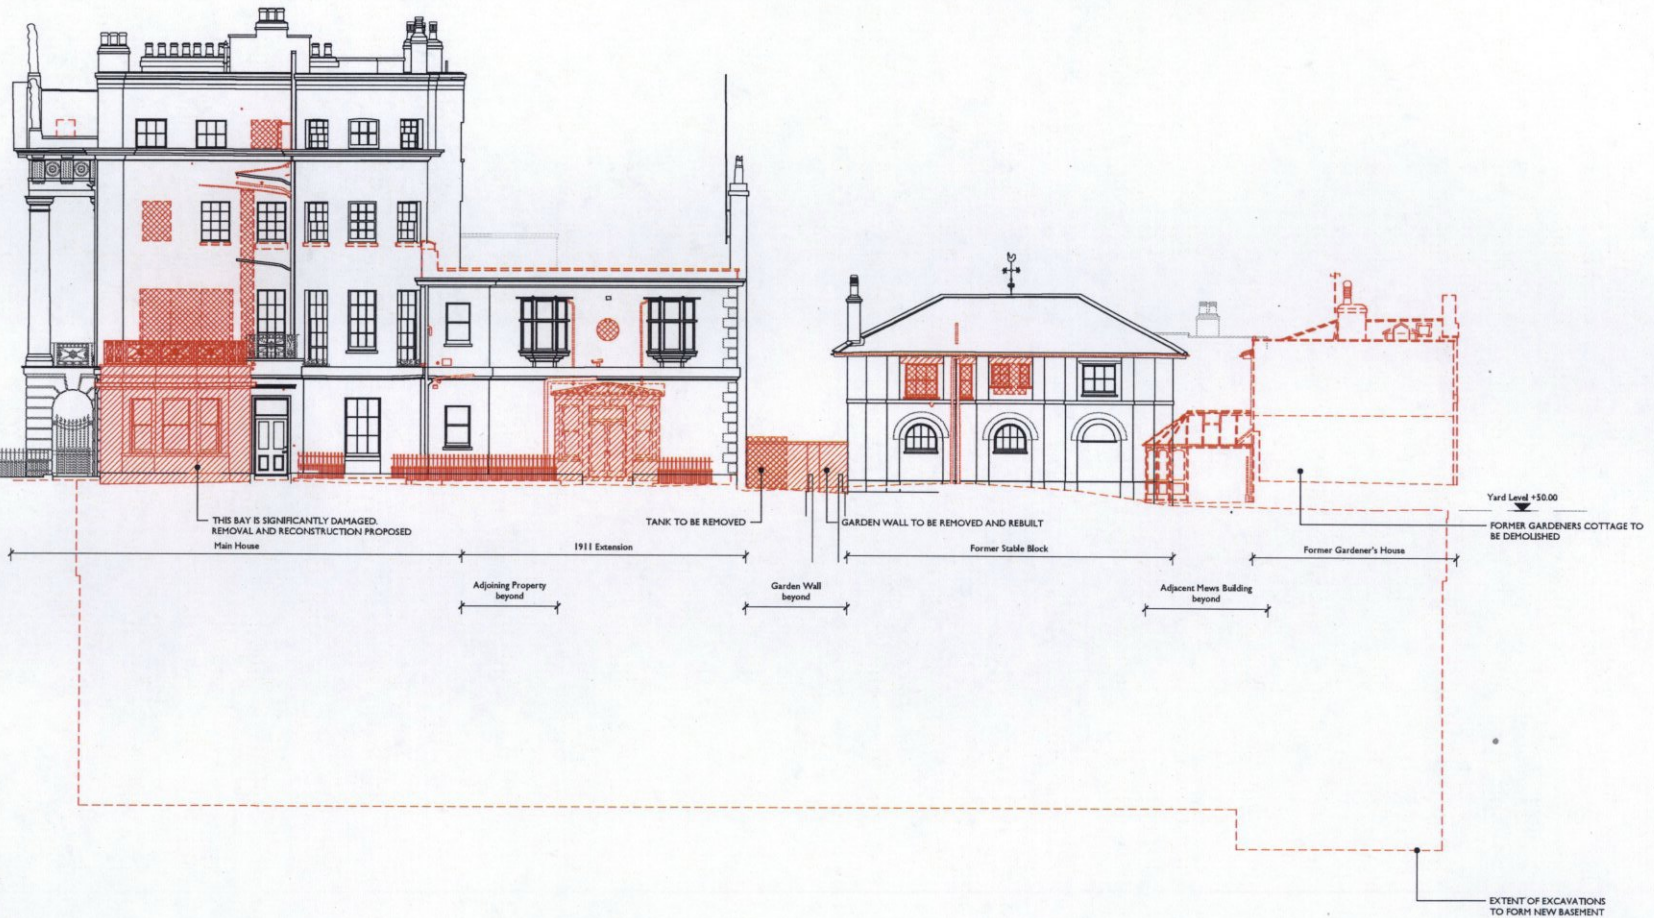 Yard Level +50.00
THIS BAY IS SIGNIFICANTLY DAMAGED.
REMOVAL AND RECONSTRUCTION PROPOSED
TANK TO BE REMOVED
GARDEN WALL TO BE REMOVED AND REBUILT
FORMER GARDENERS COTTAGE TO
BE DEMOLISHED
Main House
1911 Extension
Former Stable Block
Former Gardener's House
Adjoining Property
beyond
Garden Wall
beyond
Adjacent Mews Building
beyond
EXTENT OF EXCAVATIONS
TO FORM NEW BASEMENT